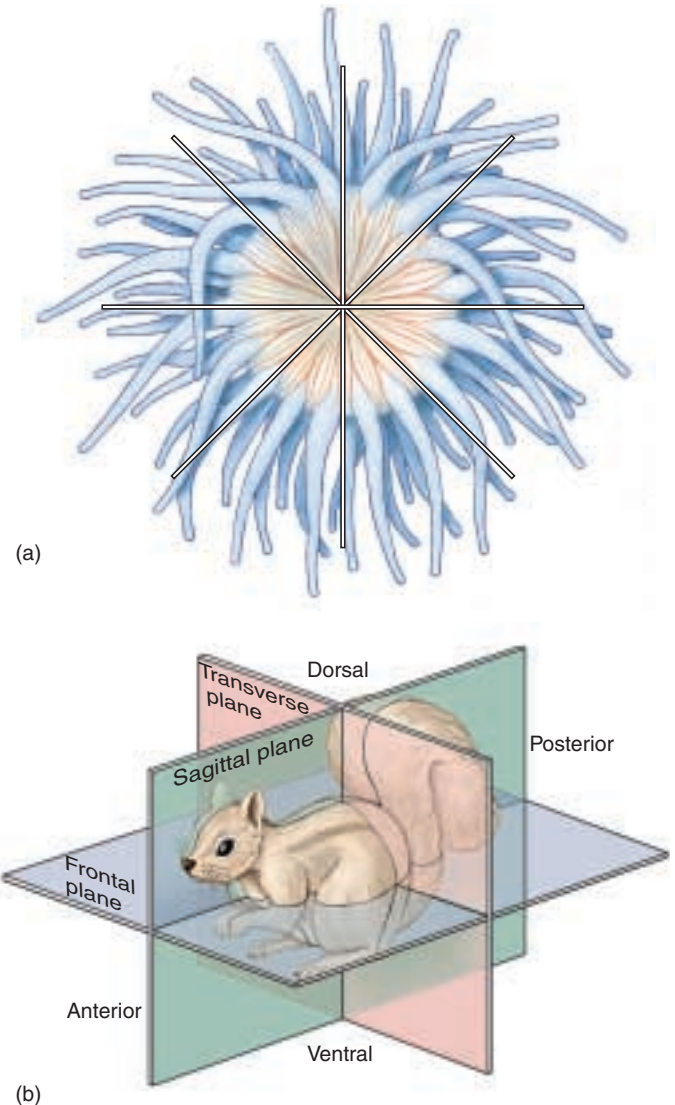 (a)
Dorsal
Transverse
plane
Sagittal plane
Posterior
Frontal
plane
Anterior
Ventral
(b)